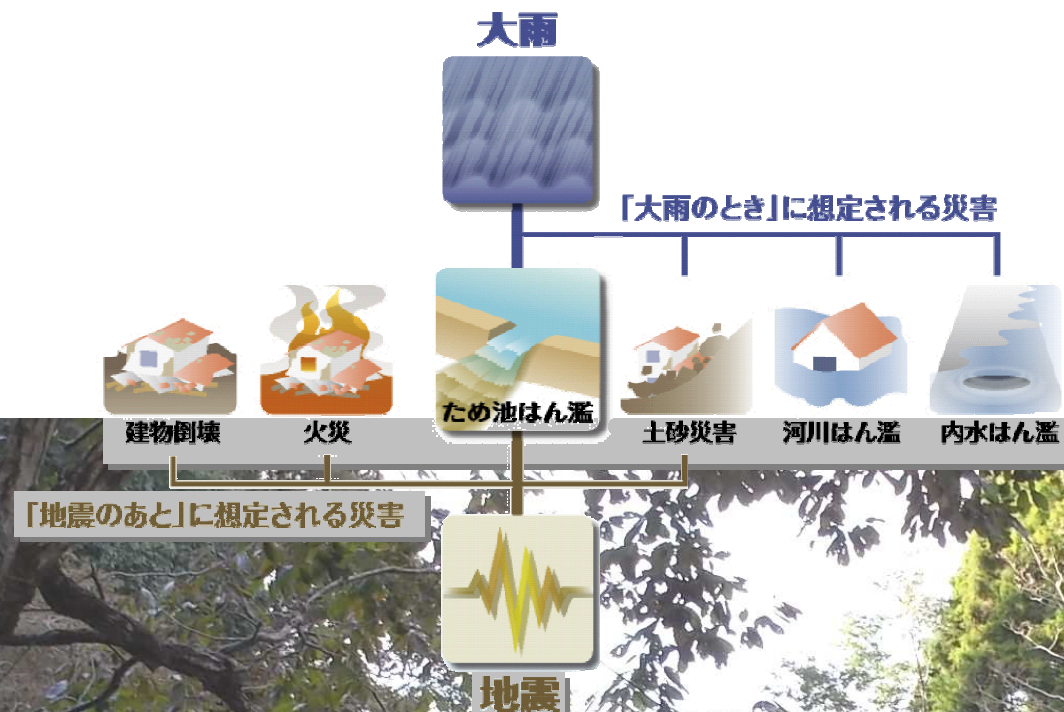 大雨
「大雨のとき」に想定される災害
ため池はん濫
建物倒壊
火災
土砂災害
河川はん濫
内水はん濫
「地震のあと」に想定される災害
地震